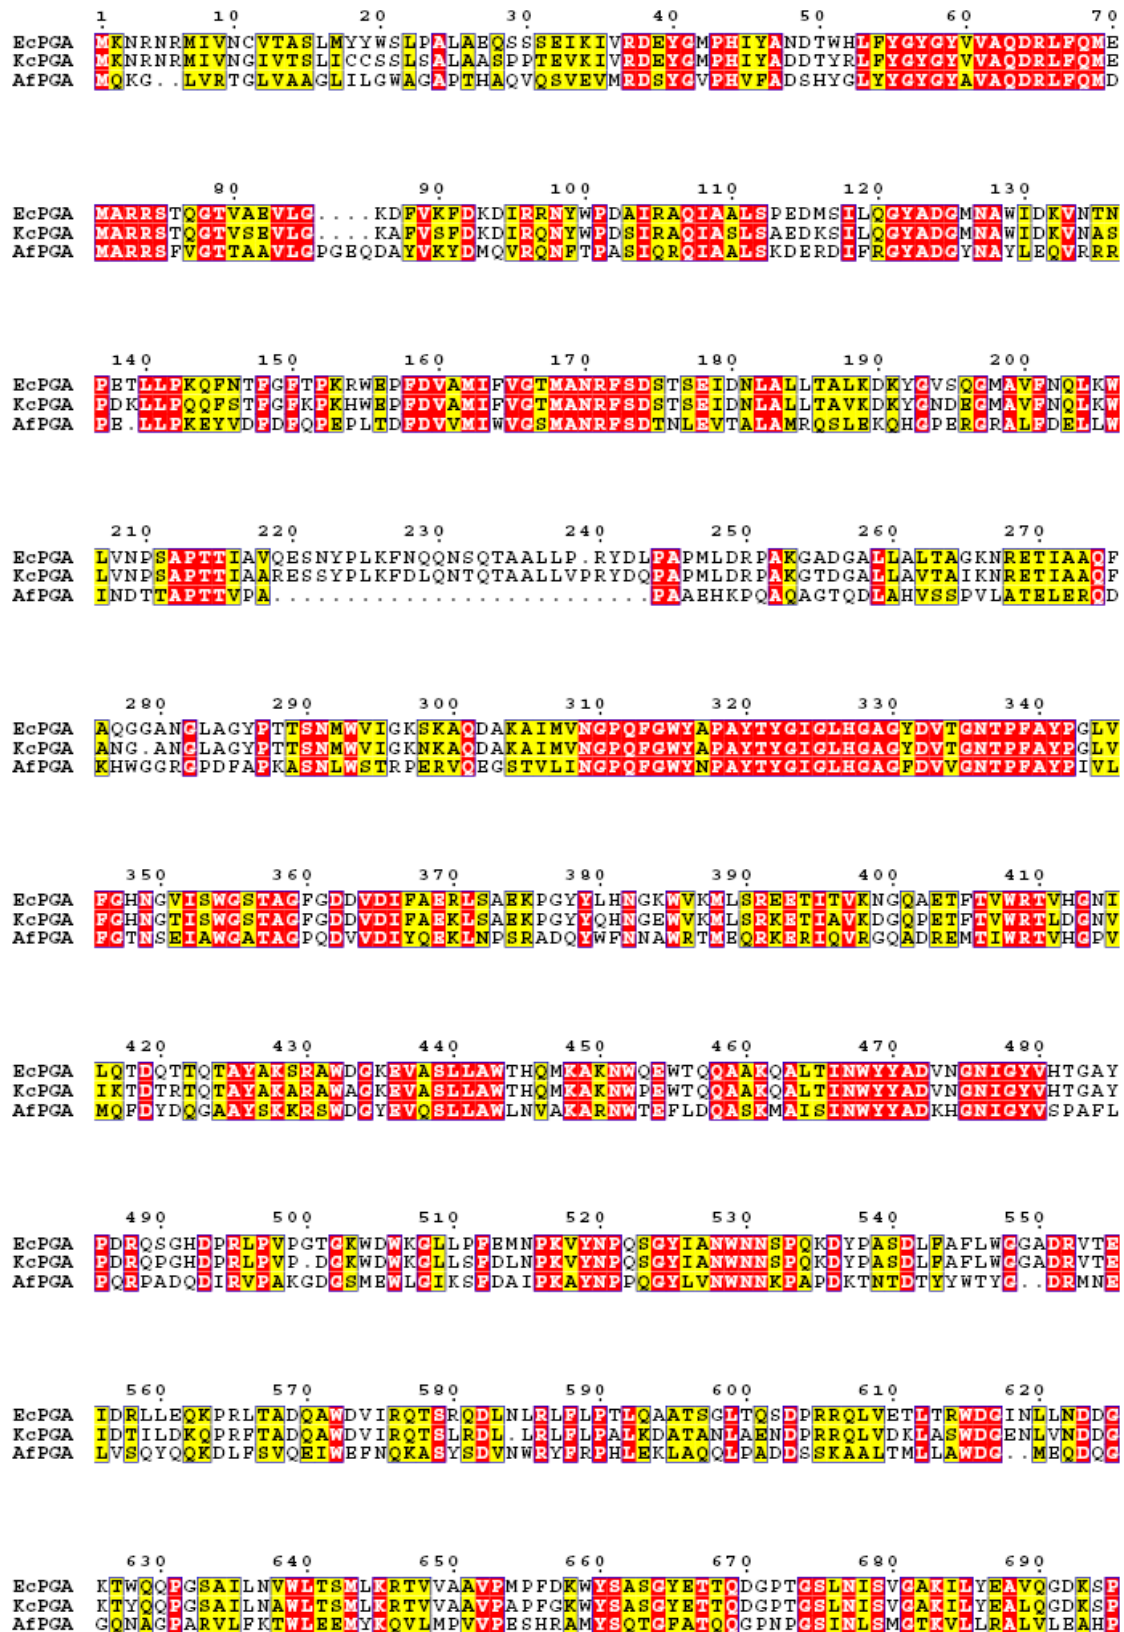 1 10 20 30 40 50 60 70
EcPGA MKNRNRMIVNCVTASLMYYWSLPALAEQSSSEIKIVRDEYGMPHIYANDTWHLFYGYGYVVAQDRLFQME
KcPGA MKNRNRMIVNGIVTSLICCSSLSALAASPPTEVKIVRDEYGMPHIYADDTYRLFYGYGYVVAQDRLFQME
AfPGA MQKG..LVRTGLVAAGLILGWAGAPTHAQVQSVEVMRDSYGVPHVFADSHYGLYYGYGYAVAQDRLFQMD
80 90 100 110 120 130
EcPGA MARRSTQGTVAEVLG....KDFVKFDKDIRRNYWPDAIRAQIAALSPEDMSILQGYADGMNAWIDKVNTN
KcPGA MARRSTQGTVSEVLG....KAFVSFDKDIRQNYWPDSIRAQIASLSAEDKSILQGYADGMNAWIDKVNAS
AfPGA MARRSFVGTTAAVLGPGEQDAYVKYDMQVRQNFTPASIQRQIAALSKDERDIFRGYADGYNAYLEQVRRR
140 150 160 170 180 190 200
EcPGA PETLLPKQFNTFGFTPKRWEPFDVAMIFVGTMANRFSDSTSEIDNLALLTALKDKYGVSQGMAVFNQLKW
KcPGA PDKLLPQQFSTFGFKPKHWEPFDVAMIFVGTMANRFSDSTSEIDNLALLTAVKDKYGNDEGMAVFNQLKW
AfPGA PE.LLPKEYVDFDFQPEPLTDFDVVMIWVGSMANRFSDTNLEVTALAMRQSLEKQHGPERGRALFDELLW
210 220 230 240 250 260 270
EcPGA LVNPSAPTTIAVQESNYPLKFNQQNSQTAALLP.RYDLPAPMLDRPAKGADGALLALTAGKNRETIAAQF
KcPGA LVNPSAPTTIAARESSYPLKFDLQNTQTAALLVPRYDQPAPMLDRPAKGTDGALLAVTAIKNRETIAAQF
AfPGA INDTTAPTTVPA..........................PAAEHKPQAQAGTQDLAHVSSPVLATELERQD
280 290 300 310 320 330 340
EcPGA AQGGANGLAGYPTTSNMWVIGKSKAQDAKAIMVNGPQFGWYAPAYTYGIGLHGAGYDVTGNTPFAYPGLV
KcPGA ANG.ANGLAGYPTTSNMWVIGKNKAQDAKAIMVNGPQFGWYAPAYTYGIGLHGAGYDVTGNTPFAYPGLV
AfPGA KHWGGRGPDFAPKASNLWSTRPERVQEGSTVLINGPQFGWYNPAYTYGIGLHGAGFDVVGNTPFAYPIVL
350 360 370 380 390 400 410
EcPGA FGHNGVISWGSTAGFGDDVDIFAERLSAEKPGYYLHNGKWVKMLSREETITVKNGQAETFTVWRTVHGNI
KcPGA FGHNGTISWGSTAGFGDDVDIFAEKLSAEKPGYYQHNGEWVKMLSRKETIAVKDGQPETFTVWRTLDGNV
AfPGA FGTNSEIAWGATAGPQDVVDIYQEKLNPSRADQYWFNNAWRTMEQRKERIQVRGQADREMTIWRTVHGPV
420 430 440 450 460 470 480
EcPGA LQTDQTTQTAYAKSRAWDGKEVASLLAWTHQMKAKNWQEWTQQAAKQALTINWYYADVNGNIGYVHTGAY
KcPGA IKTDTRTQTAYAKARAWAGKEVASLLAWTHQMKAKNWPEWTQQAAKQALTINWYYADVNGNIGYVHTGAY
AfPGA MQFDYDQGAAYSKKRSWDGYEVQSLLAWLNVAKARNWTEFLDQASKMAISINWYYADKHGNIGYVSPAFL
490 500 510 520 530 540 550
EcPGA PDRQSGHDPRLPVPGTGKWDWKGLLPFEMNPKVYNPQSGYIANWNNSPQKDYPASDLFAFLWGGADRVTE
KcPGA PDRQPGHDPRLPVP.DGKWDWKGLLSFDLNPKVYNPQSGYIANWNNSPQKDYPASDLFAFLWGGADRVTE
AfPGA PQRPADQDIRVPAKGDGSMEWLGIKSFDAIPKAYNPPQGYLVNWNNKPAPDKTNTDTYYWTYG..DRMNE
560 570 580 590 600 610 620
EcPGA IDRLLEQKPRLTADQAWDVIRQTSRQDLNLRLFLPTLQAATSGLTQSDPRRQLVETLTRWDGINLLNDDG
KcPGA IDTILDKQPRFTADQAWDVIRQTSLRDL.LRLFLPALKDATANLAENDPRRQLVDKLASWDGENLVNDDG
AfPGA LVSQYQQKDLFSVQEIWEFNQKASYSDVNWRYFRPHLEKLAQQLPADDSSKAALTMLLAWDG..MEQDQG
630 640 650 660 670 680 690
EcPGA KTWQQPGSAILNVWLTSMLKRTVVAAVPMPFDKWYSASGYETTQDGPTGSLNISVGAKILYEAVQGDKSP
KcPGA KTYQQPGSAILNAWLTSMLKRTVVAAVPAPFGKWYSASGYETTQDGPTGSLNISVGAKILYEALQGDKSP
AfPGA GQNAGPARVLFKTWLEEMYKQVLMPVVPESHRAMYSQTGFATQQGPNPGSINLSMGTKVLLRALVLEAHP